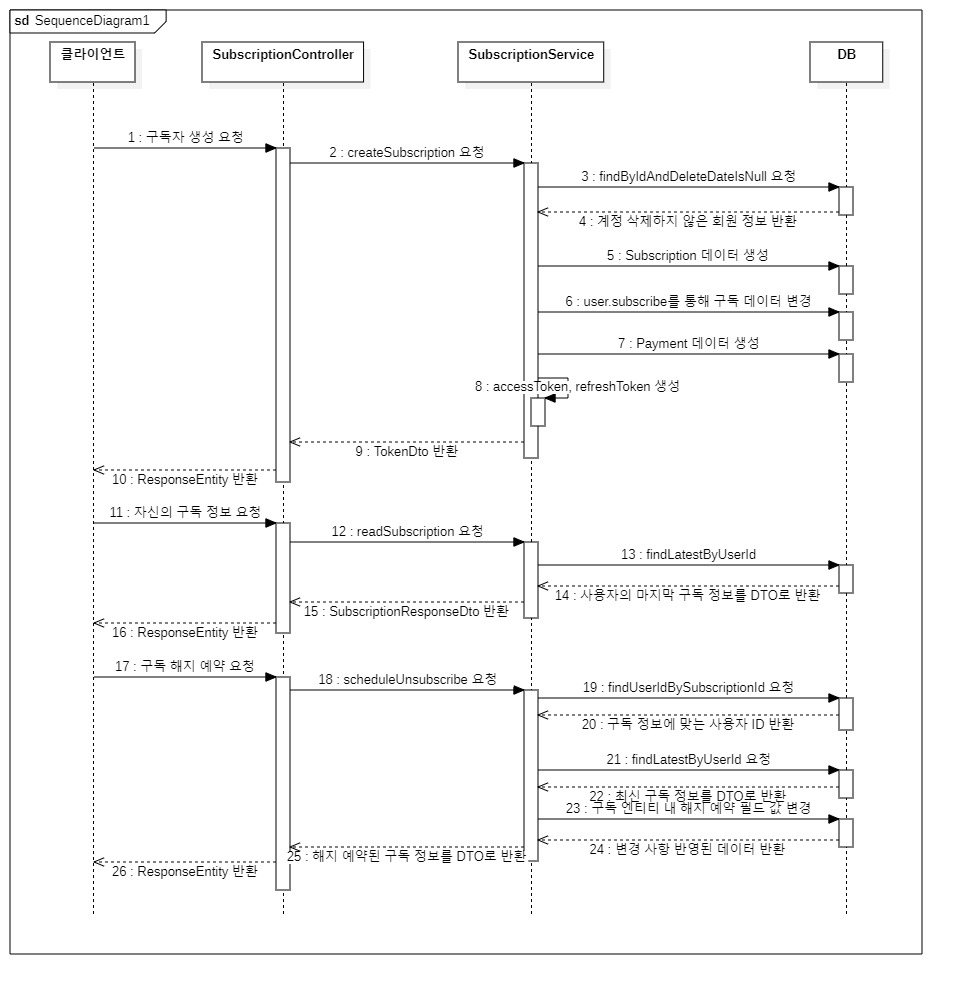 sd SequenceDiagram1
클라이언트
SubscriptionController
SubscriptionService
DB
1 : 구독자 생성 요청
2 : createSubscription 요청
3 : findByIdAndDeleteDateIsNull 요청
4 : 계정 삭제하지 않은 회원 정보 반환
5 : Subscription 데이터 생성
6 : user.subscribe를 통해 구독 데이터 변경
7 : Payment 데이터 생성
8 : accessToken, refreshToken 생성
9 : TokenDto 반환
10 : ResponseEntity 반환
11 : 자신의 구독 정보 요청
12 : readSubscription 요청
13 : findLatestByUserId
14 : 사용자의 마지막 구독 정보를 DTO로 반환
15 : SubscriptionResponseDto 반환
16 : ResponseEntity 반환
17 : 구독 해지 예약 요청
18 : scheduleUnsubscribe 요청
19 : findUserIdBySubscriptionId 요청
20 : 구독 정보에 맞는 사용자 ID 반환
21 : findLatestByUserId 요청
22 : 최신 구독 정보를 DTO로 반환
23 : 구독 엔티티 내 해지 예약 필드 값 변경
24 : 변경 사항 반영된 데이터 반환
25 : 해지 예약된 구독 정보를 DTO로 반환
26 : ResponseEntity 반환